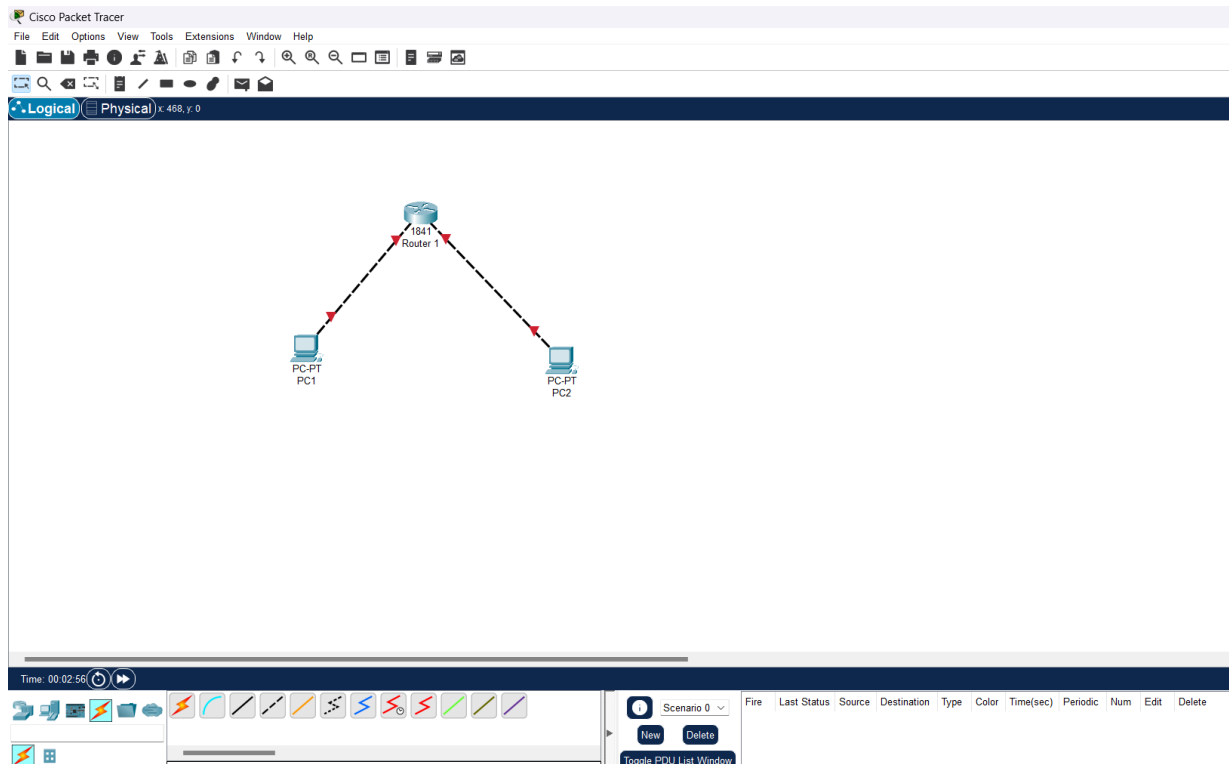 Cisco Packet Tracer
File Edit Options View Tools Extensions Window Help
Logical Physical x: 468, y: 0
1841
Router 1
PC-PT
PC1
PC-PT
PC2
Time: 00:02:56
Scenario 0
New Delete
Toggle PDU List Window
Fire Last Status Source Destination Type Color Time(sec) Periodic Num Edit Delete